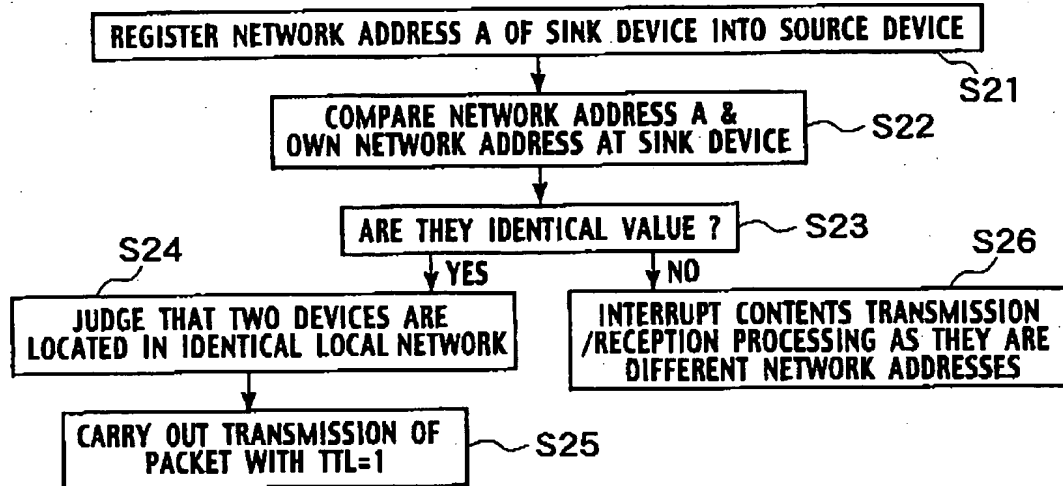 REGISTER NETWORK ADDRESS A OF SINK DEVICE INTO SOURCE DEVICE
S21
COMPARE NETWORK ADDRESS A &
OWN NETWORK ADDRESS AT SINK DEVICE
S22
ARE THEY IDENTICAL VALUE ?
S23
S24
YES
NO
S26
JUDGE THAT TWO DEVICES ARE
LOCATED IN IDENTICAL LOCAL NETWORK
INTERRUPT CONTENTS TRANSMISSION
/RECEPTION PROCESSING AS THEY ARE
DIFFERENT NETWORK ADDRESSES
CARRY OUT TRANSMISSION OF
PACKET WITH TTL=1
S25